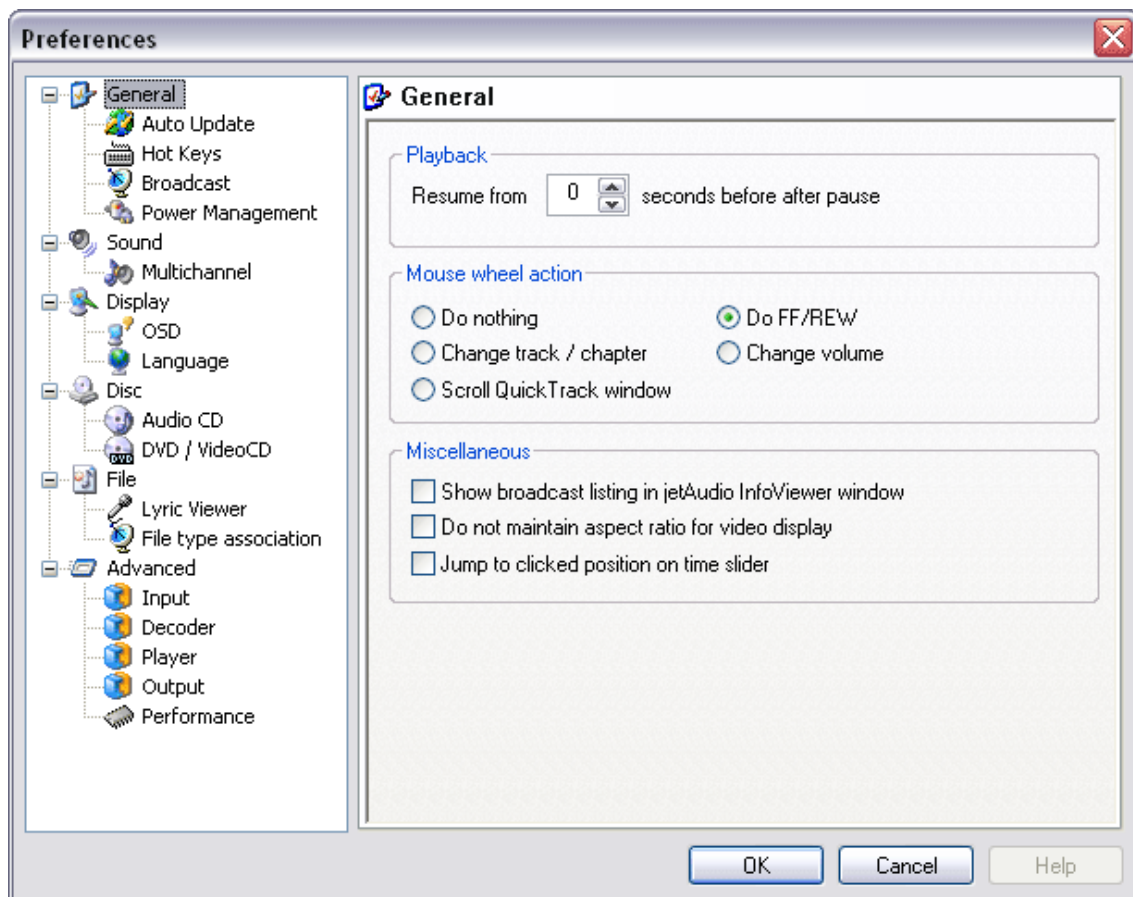 Preferences
General
Auto Update
Hot Keys
Broadcast
Power Management
Sound
Multichannel
Display
OSD
Language
Disc
Audio CD
DVD / VideoCD
File
Lyric Viewer
File type association
Advanced
Input
Decoder
Player
Output
Performance
General
Playback
Resume from 0 seconds before after pause
Mouse wheel action
Do nothing
Do FF/REW
Change track / chapter
Change volume
Scroll QuickTrack window
Miscellaneous
Show broadcast listing in jetAudio InfoViewer window
Do not maintain aspect ratio for video display
Jump to clicked position on time slider
OK
Cancel
Help